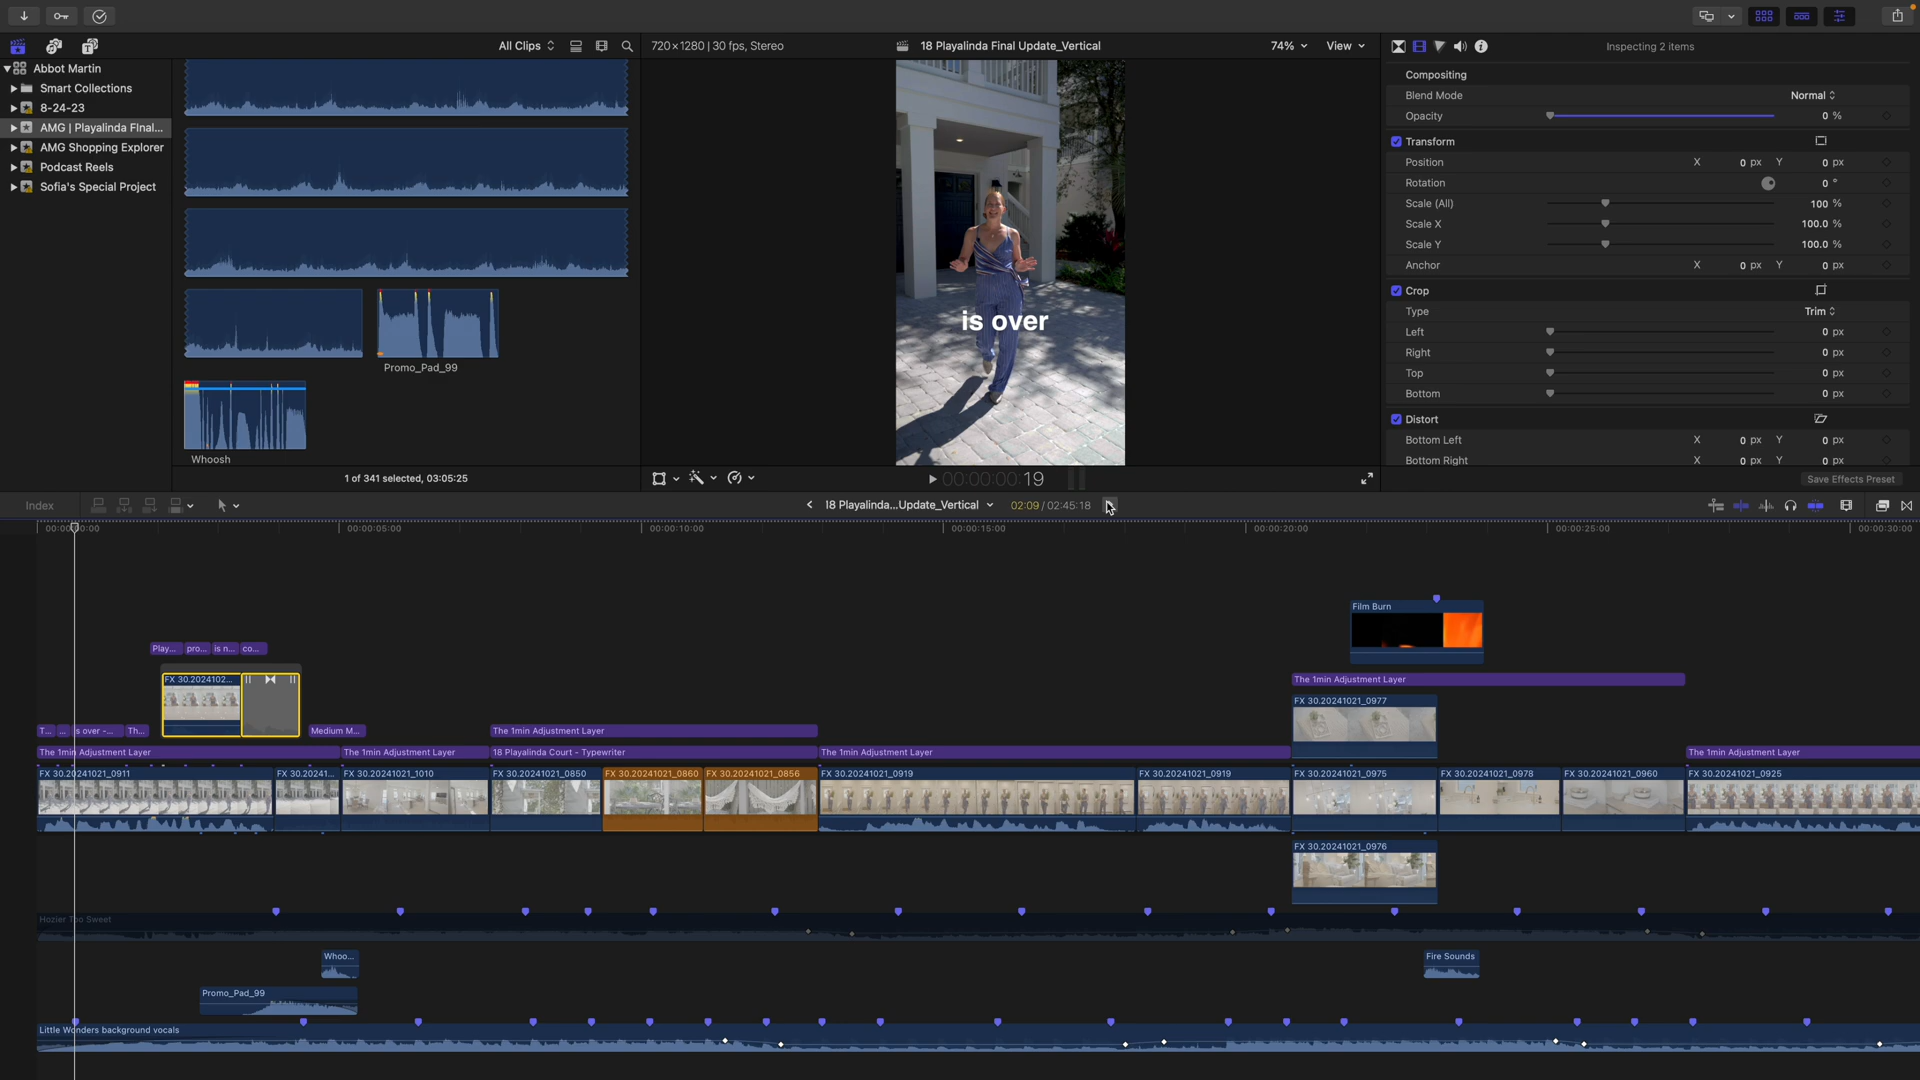 All Clips
720×1280 | 30 fps, Stereo
18 Playalinda Final Update_Vertical
74%
View
Inspecting 2 items
Abbot Martin
Smart Collections
8-24-23
AMG | Playalinda FInal...
AMG Shopping Explorer
Podcast Reels
Sofia's Special Project
Promo_Pad_99
Whoosh
1 of 341 selected, 03:05:25
is over
00:00:00:19
Compositing
Blend Mode
Normal
Opacity
0 %
Transform
Position
X 0 px Y 0 px
Rotation
0 °
Scale (All)
100 %
Scale X
100.0 %
Scale Y
100.0 %
Anchor
X 0 px Y 0 px
Crop
Type
Trim
Left
0 px
Right
0 px
Top
0 px
Bottom
0 px
Distort
Bottom Left
X 0 px Y 0 px
Bottom Right
X 0 px Y 0 px
Save Effects Preset
Index
18 Playalinda...Update_Vertical
02:09 / 02:45:18
00:00:05:00
00:00:10:00
00:00:15:00
00:00:20:00
00:00:25:00
00:00:30:00
Film Burn
Play...
pro...
is n...
co...
FX 30.2024102...
The 1min Adjustment Layer
FX 30.20241021_0977
T...
...
is over -...
Th...
Medium M...
The 1min Adjustment Layer
The 1min Adjustment Layer
The 1min Adjustment Layer
18 Playalinda Court - Typewriter
The 1min Adjustment Layer
The 1min Adjustment Layer
FX 30.20241021_0911
FX 30.20241...
FX 30.20241021_1010
FX 30.20241021_0850
FX 30.20241021_0860
FX 30.20241021_0856
FX 30.20241021_0919
FX 30.20241021_0919
FX 30.20241021_0975
FX 30.20241021_0978
FX 30.20241021_0960
FX 30.20241021_0925
FX 30.20241021_0976
Hozier Too Sweet
Whoo...
Fire Sounds
Promo_Pad_99
Little Wonders background vocals